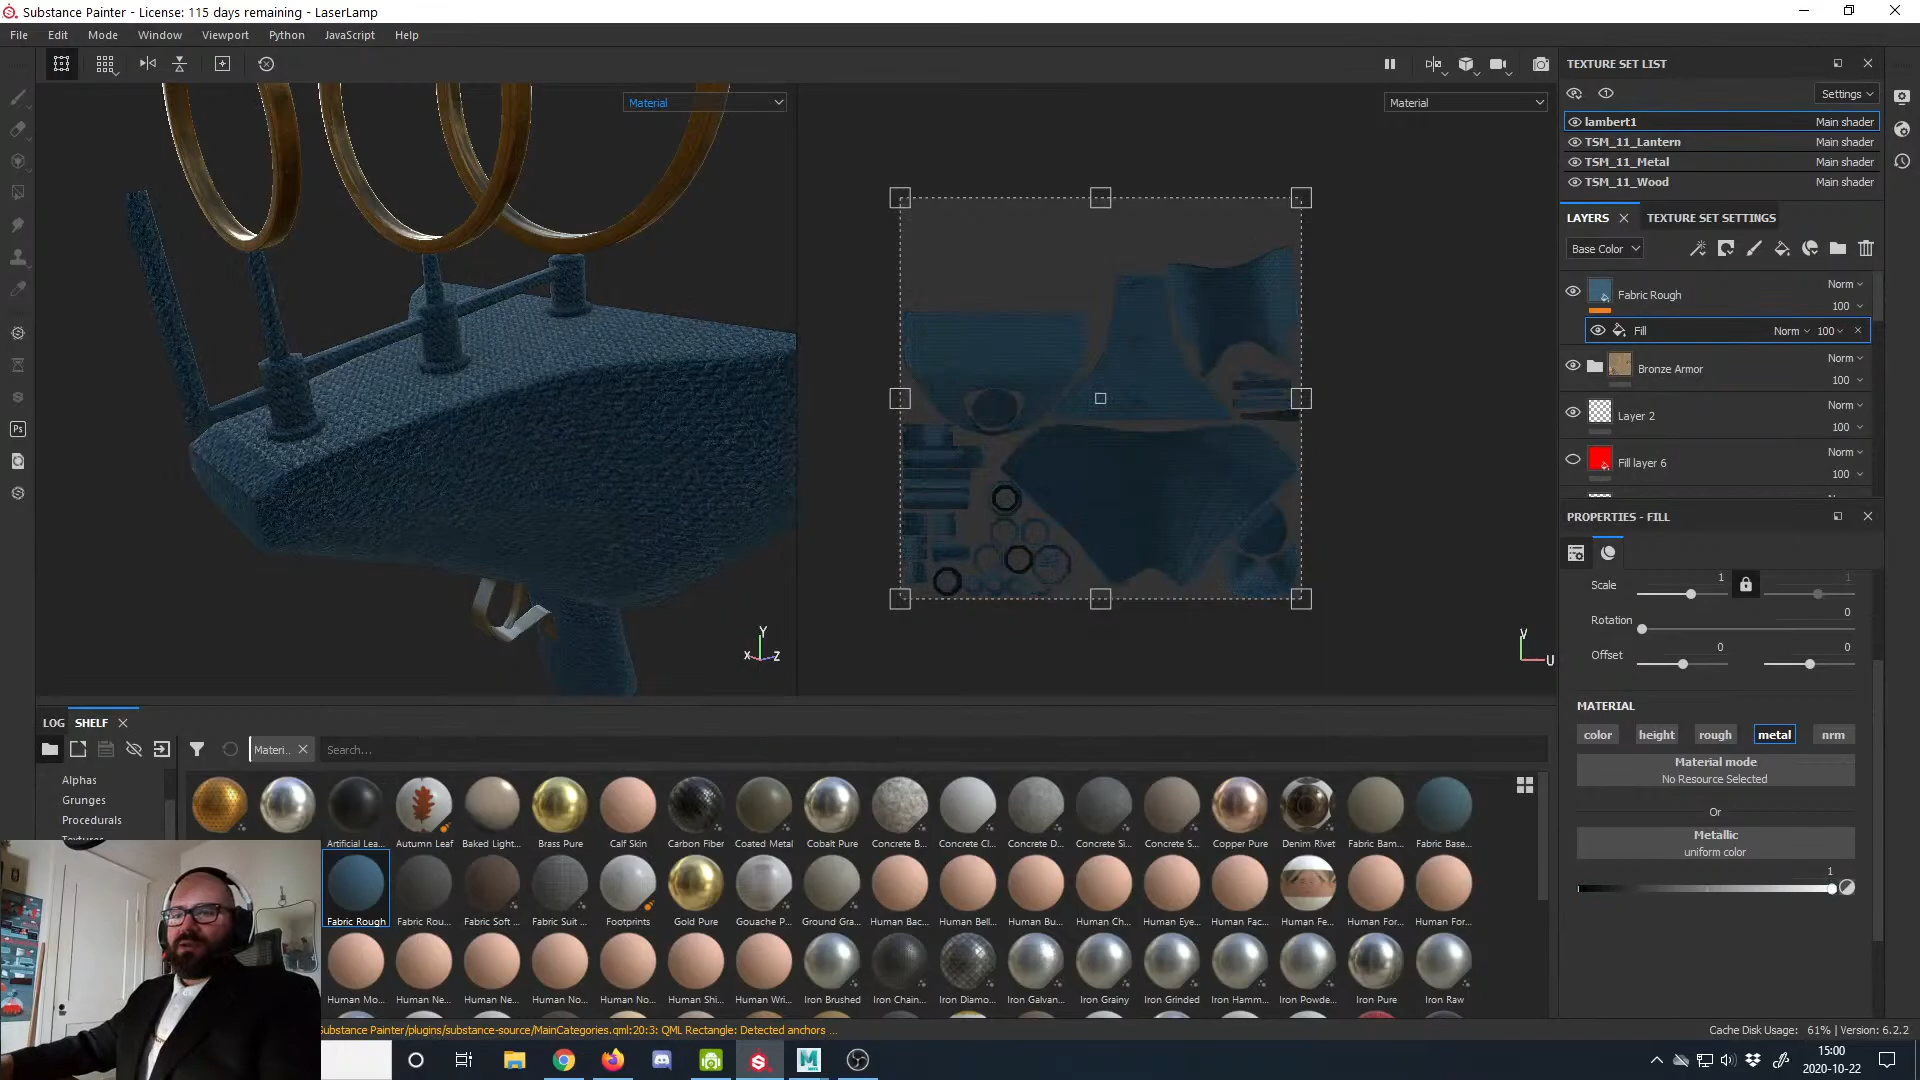 Substance Painter - License: 115 days remaining - LaserLamp
File Edit Mode Window Viewport Python JavaScript Help
Material
Material
TEXTURE SET LIST
Settings
lambert1 Main shader
TSM_11_Lantern Main shader
TSM_11_Metal Main shader
TSM_11_Wood Main shader
LAYERS TEXTURE SET SETTINGS
Base Color
Norm
Fabric Rough
100
Fill Norm 100
Norm
Bronze Armor
100
Norm
Layer 2
100
Norm
Fill layer 6
100
PROPERTIES - FILL
Scale 1 1
Rotation 0
Offset 0 0
MATERIAL
color height rough metal nrm
Material mode
No Resource Selected
Or
Metallic
uniform color
1
Y
X Z
V
U
LOG SHELF
Materi... Search...
Alphas
Grunges
Procedurals
Artificial Lea... Autumn Leaf Baked Light... Brass Pure Calf Skin Carbon Fiber Coated Metal Cobalt Pure Concrete B... Concrete Cl... Concrete D... Concrete Si... Concrete S... Copper Pure Denim Rivet Fabric Bam... Fabric Base...
Fabric Rough Fabric Rou... Fabric Soft ... Fabric Suit ... Footprints Gold Pure Gouache P... Ground Gra... Human Bac... Human Bell... Human Bu... Human Ch... Human Eye... Human Fac... Human Fe... Human For... Human For...
Human Mo... Human Ne... Human Ne... Human No... Human No... Human Shi... Human Wri... Iron Brushed Iron Chain... Iron Diamo... Iron Galvan... Iron Grainy Iron Grinded Iron Hamm... Iron Powde... Iron Pure Iron Raw
Substance Painter/plugins/substance-source/MainCategories.qml:20:3: QML Rectangle: Detected anchors ...
Cache Disk Usage: 61% | Version: 6.2.2
15:00
2020-10-22
Ps